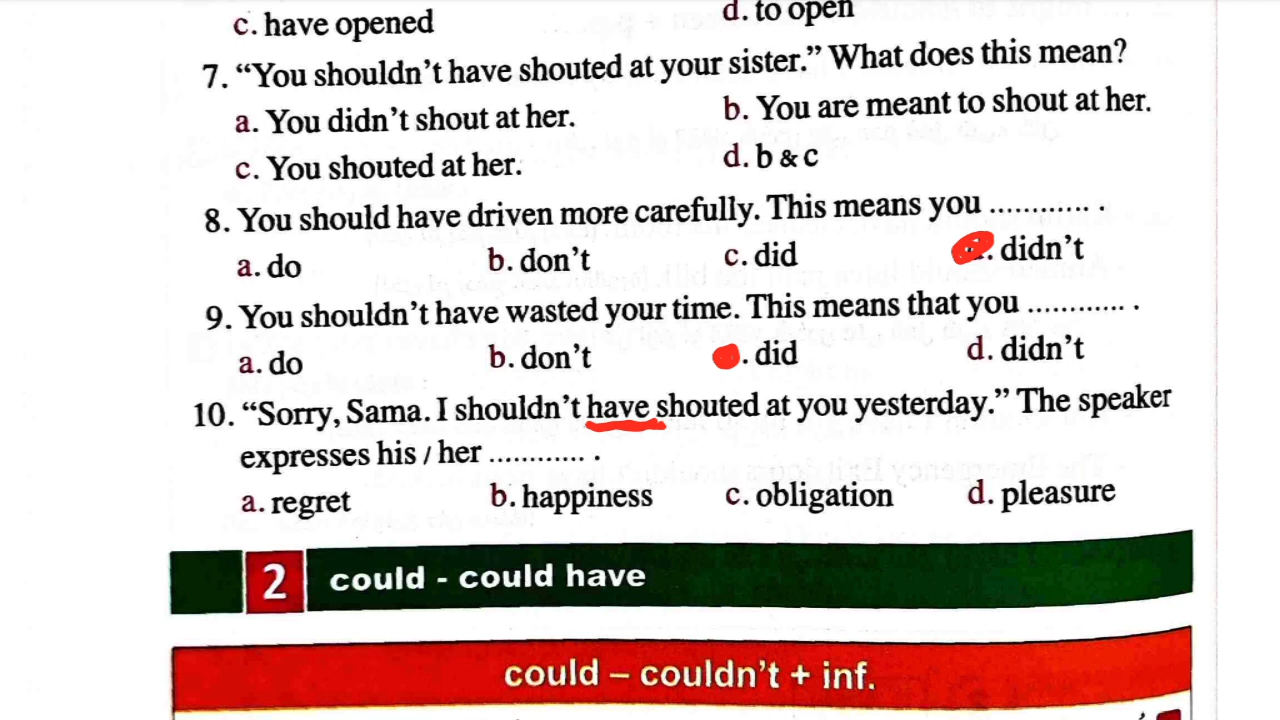 c. have opened
d. to open
7. “You shouldn’t have shouted at your sister.” What does this mean?
a. You didn’t shout at her.
b. You are meant to shout at her.
c. You shouted at her.
d. b & c
8. You should have driven more carefully. This means you ............. .
a. do
b. don’t
c. did
didn’t
9. You shouldn’t have wasted your time. This means that you ............. .
a. do
b. don’t
. did
d. didn’t
10. “Sorry, Sama. I shouldn’t have shouted at you yesterday.” The speaker
expresses his / her ............. .
a. regret
b. happiness
c. obligation
d. pleasure
2
could - could have
could – couldn’t + inf.